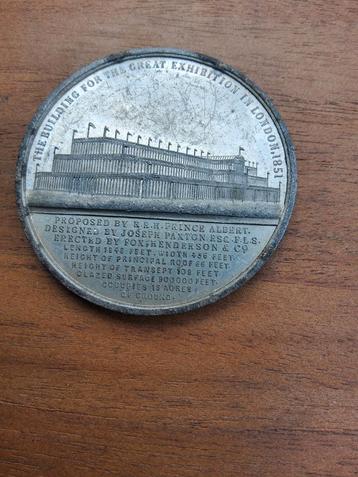 THE BUILDING FOR THE GREAT EXHIBITION IN LONDON, 1851
PROPOSED BY H.R.H. PRINCE ALBERT.
DESIGNED BY JOSEPH PAXTON ESQ. F.L.S.
ERECTED BY FOX, HENDERSON & CO
LENGTH 1848 FEET, WIDTH 456 FEET
HEIGHT OF PRINCIPAL ROOF 66 FEET
HEIGHT OF TRANSEPT 108 FEET
GLAZED SURFACE 900000 FEET.
OCCUPIES 18 ACRES
OF GROUND.